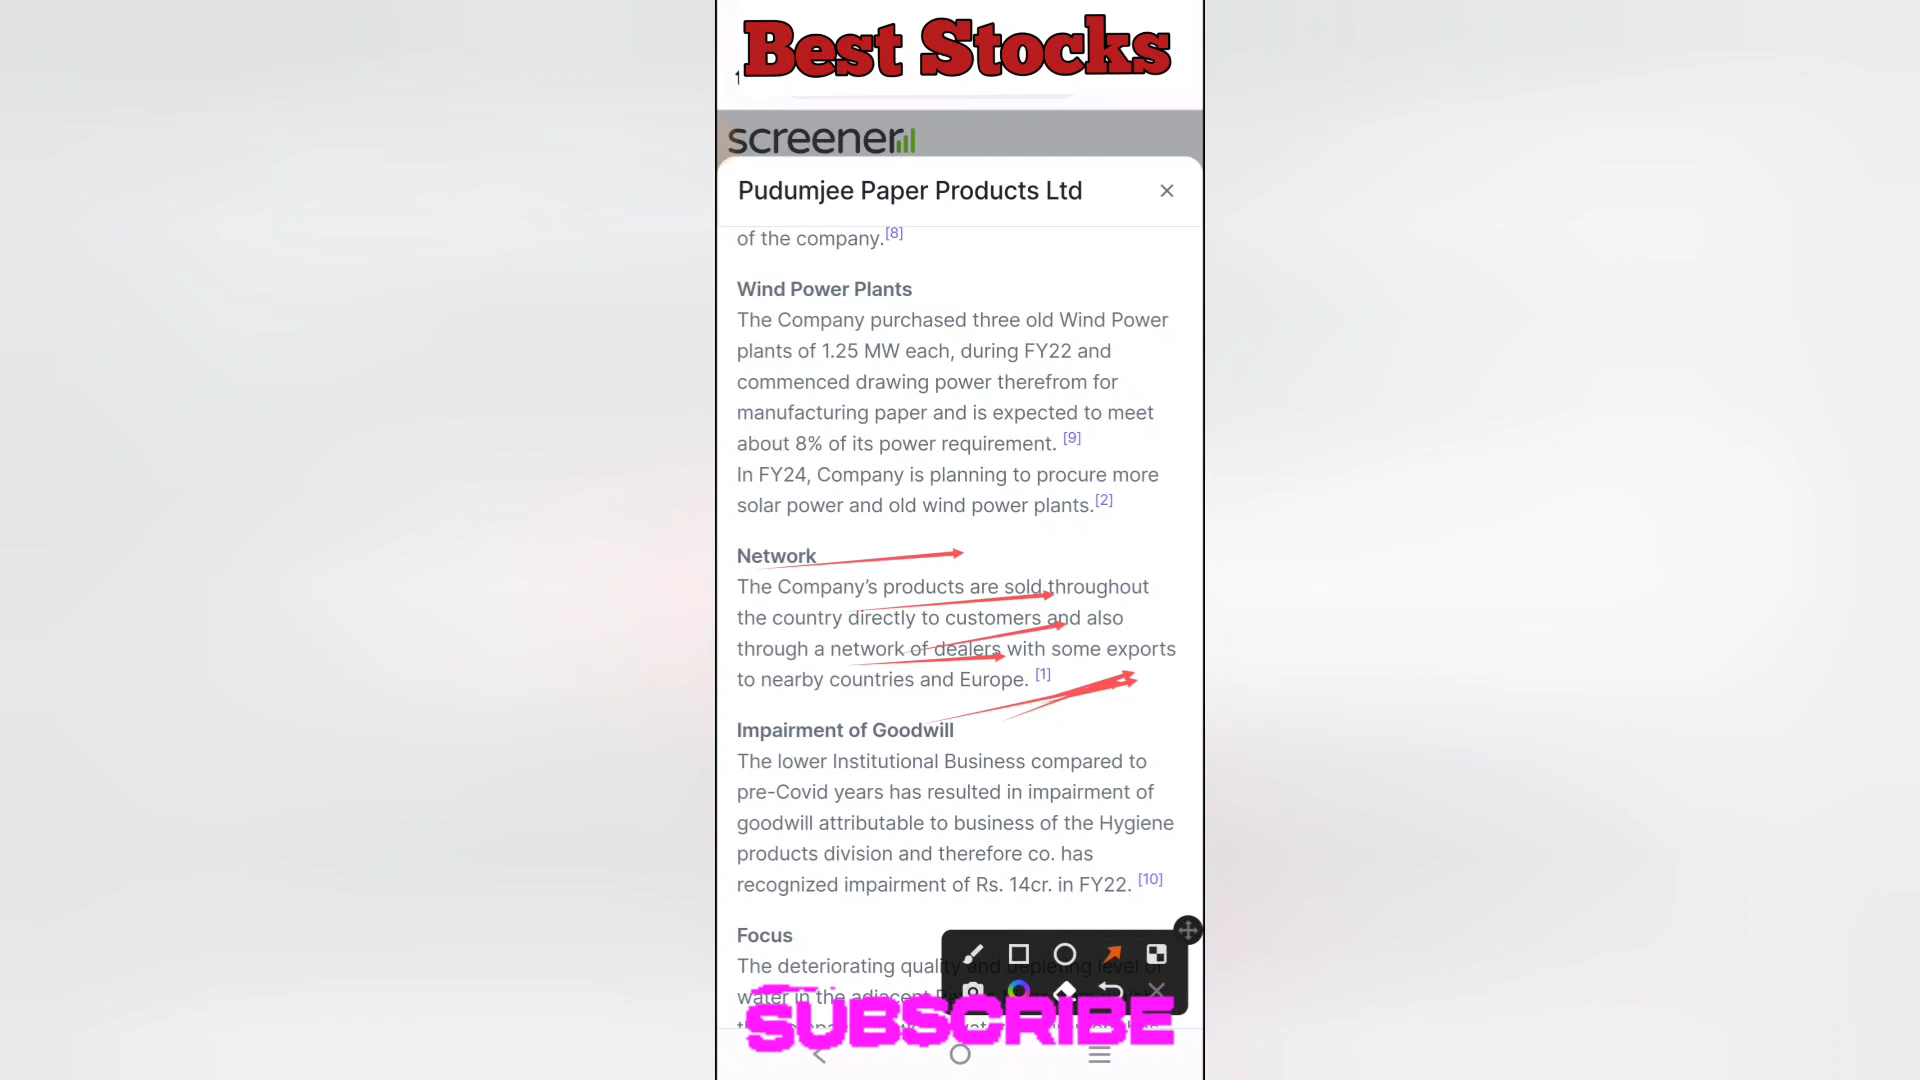 Best Stocks
screener
Pudumjee Paper Products Ltd
of the company.[8]
Wind Power Plants
The Company purchased three old Wind Power
plants of 1.25 MW each, during FY22 and
commenced drawing power therefrom for
manufacturing paper and is expected to meet
about 8% of its power requirement. [9]
In FY24, Company is planning to procure more
solar power and old wind power plants.[2]
Network
The Company's products are sold throughout
the country directly to customers and also
through a network of dealers with some exports
to nearby countries and Europe. [1]
Impairment of Goodwill
The lower Institutional Business compared to
pre-Covid years has resulted in impairment of
goodwill attributable to business of the Hygiene
products division and therefore co. has
recognized impairment of Rs. 14cr. in FY22. [10]
Focus
The deteriorating quality and depleting level of
water in the adjacent
SUBSCRIBE